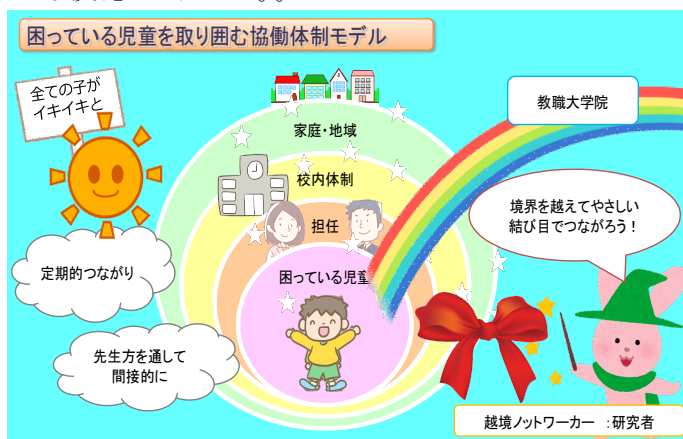 困っている児童を取り囲む協働体制モデル
全ての子が
イキイキと
教職大学院
家庭・地域
校内体制
担任
困っている児童
境界を越えてやさしい
結び目でつながろう！
定期的つながり
先生方を通して
間接的に
越境ノットワーカー ：研究者